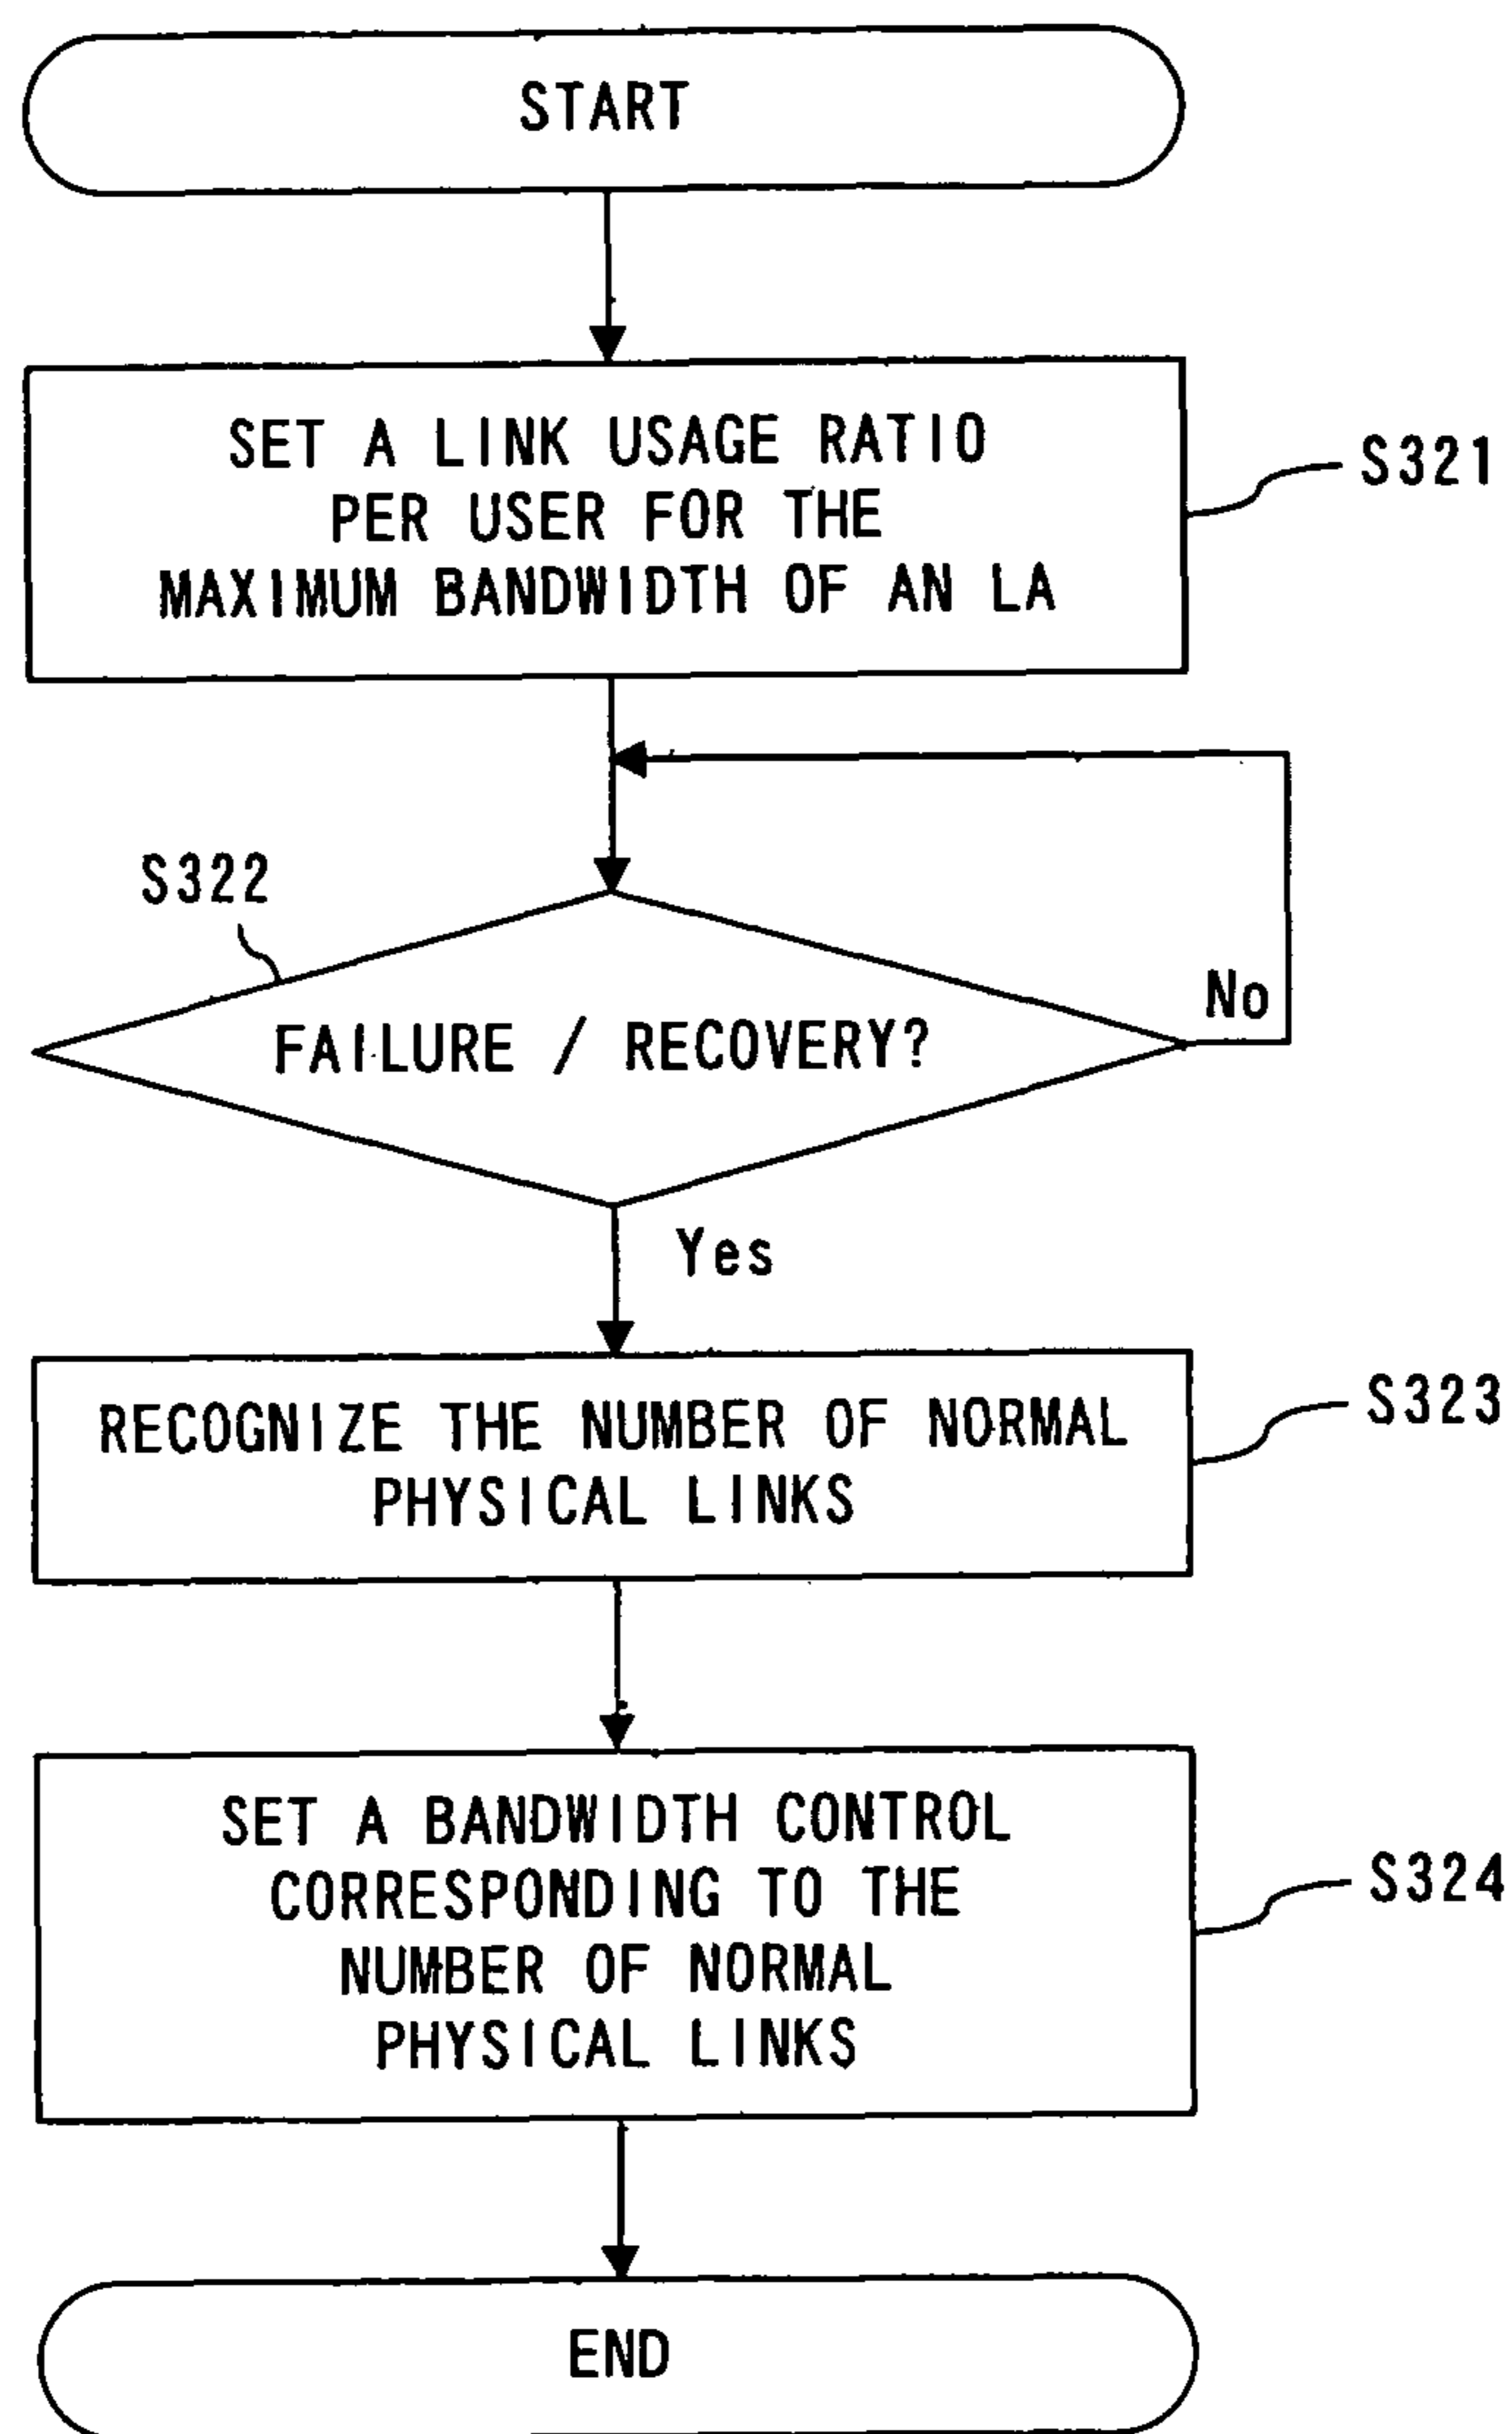 START
SET A LINK USAGE RATIO
PER USER FOR THE
MAXIMUM BANDWIDTH OF AN LA
S321
S322
FAILURE / RECOVERY?
No
Yes
RECOGNIZE THE NUMBER OF NORMAL
PHYSICAL LINKS
S323
SET A BANDWIDTH CONTROL
CORRESPONDING TO THE
NUMBER OF NORMAL
PHYSICAL LINKS
S324
END